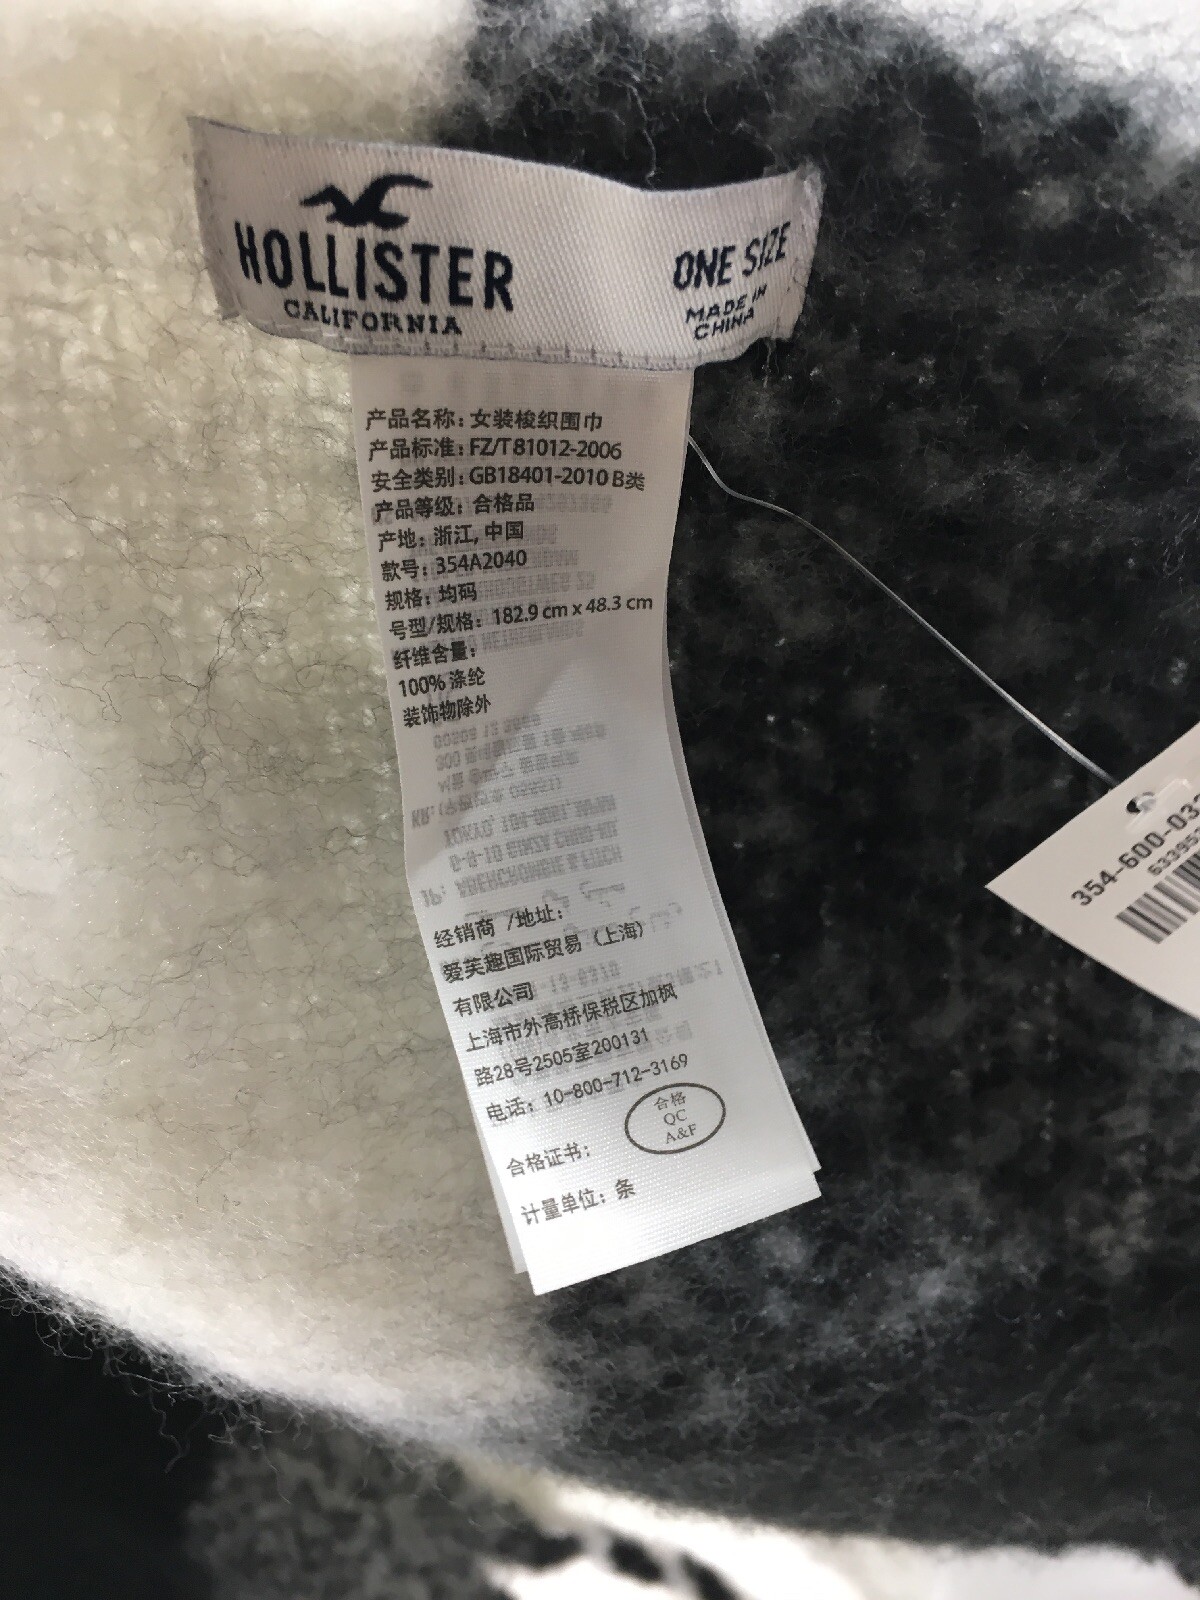 HOLLISTER
CALIFORNIA
ONE SIZE
MADE IN
CHINA
产品名称: 女装梭织围巾
产品标准: FZ/T 81012-2006
安全类别: GB18401-2010 B类
产品等级: 合格品
产地: 浙江, 中国
款号: 354A2040
规格: 均码
号型/规格: 182.9 cm x 48.3 cm
纤维含量:
100% 涤纶
装饰物除外
经销商 /地址:
爱芙趣国际贸易 (上海)
有限公司
上海市外高桥保税区加枫
路28号2505室200131
电话: 10-800-712-3169
合格证书:
合格
QC
A&F
计量单位: 条
354-600-03
63395